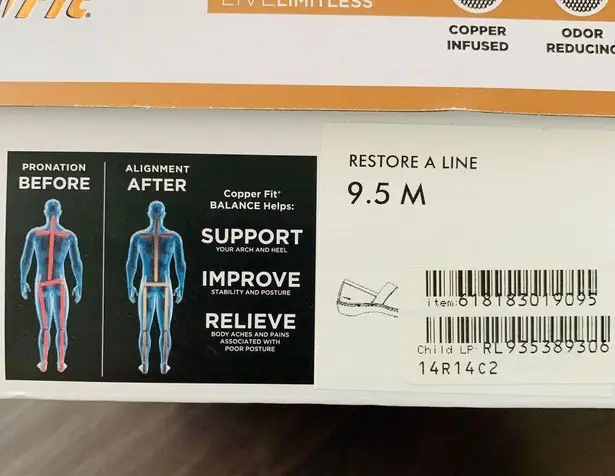 Fit
LIVELIMITLESS
COPPER
INFUSED
ODOR
REDUCING
PRONATION
BEFORE
ALIGNMENT
AFTER
Copper Fit®
BALANCE Helps:
SUPPORT
YOUR ARCH AND HEEL
IMPROVE
STABILITY AND POSTURE
RELIEVE
BODY ACHES AND PAINS
ASSOCIATED WITH
POOR POSTURE
RESTORE A LINE
9.5 M
item:618183019095
Child LP: RL935389306
14R14C2